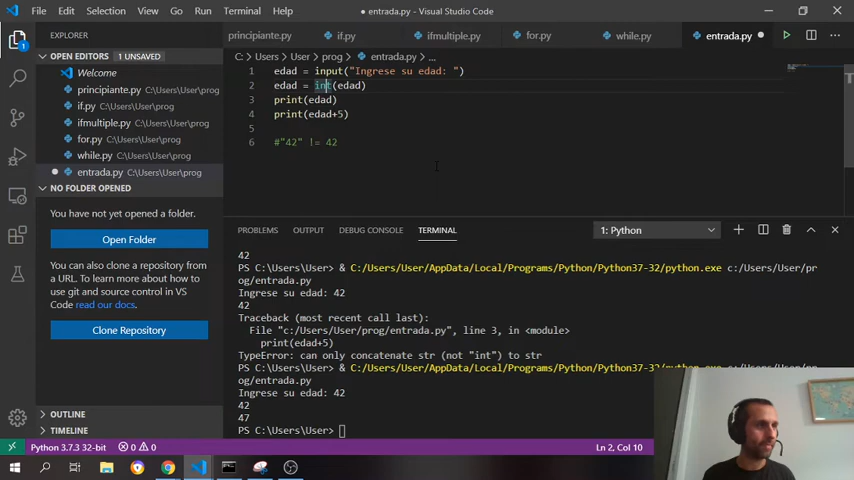 File Edit Selection View Go Run Terminal Help
entrada.py - Visual Studio Code
EXPLORER
OPEN EDITORS 1 UNSAVED
Welcome
principiante.py C:\Users\User\prog
if.py C:\Users\User\prog
ifmultiple.py C:\Users\User\prog
for.py C:\Users\User\prog
while.py C:\Users\User\prog
entrada.py C:\User\prog
NO FOLDER OPENED
You have not yet opened a folder.
Open Folder
You can also clone a repository from
a URL. To learn more about how to
use git and source control in VS
Code read our docs.
Clone Repository
OUTLINE
TIMELINE
principiante.py if.py ifmultiple.py for.py while.py entrada.py
C: > Users > User > prog > entrada.py > ...
1 edad = input("Ingrese su edad: ")
2 edad = int(edad)
3 print(edad)
4 print(edad+5)
5
6 #"42" != 42
PROBLEMS OUTPUT DEBUG CONSOLE TERMINAL 1: Python
42
PS C:\Users\User> & C:/Users/User/AppData/Local/Programs/Python/Python37-32/python.exe c:/Users/User/pr
og/entrada.py
Ingrese su edad: 42
42
Traceback (most recent call last):
File "c:/Users/User/prog/entrada.py", line 3, in <module>
print(edad+5)
TypeError: can only concatenate str (not "int") to str
PS C:\Users\User> & C:/Users/User/AppData/Local/Programs/Python/Python37-32/python.exe c:/Users/User/pr
og/entrada.py
Ingrese su edad: 42
42
47
PS C:\Users\User>
Python 3.7.3 32-bit 0 0 Ln 2, Col 10